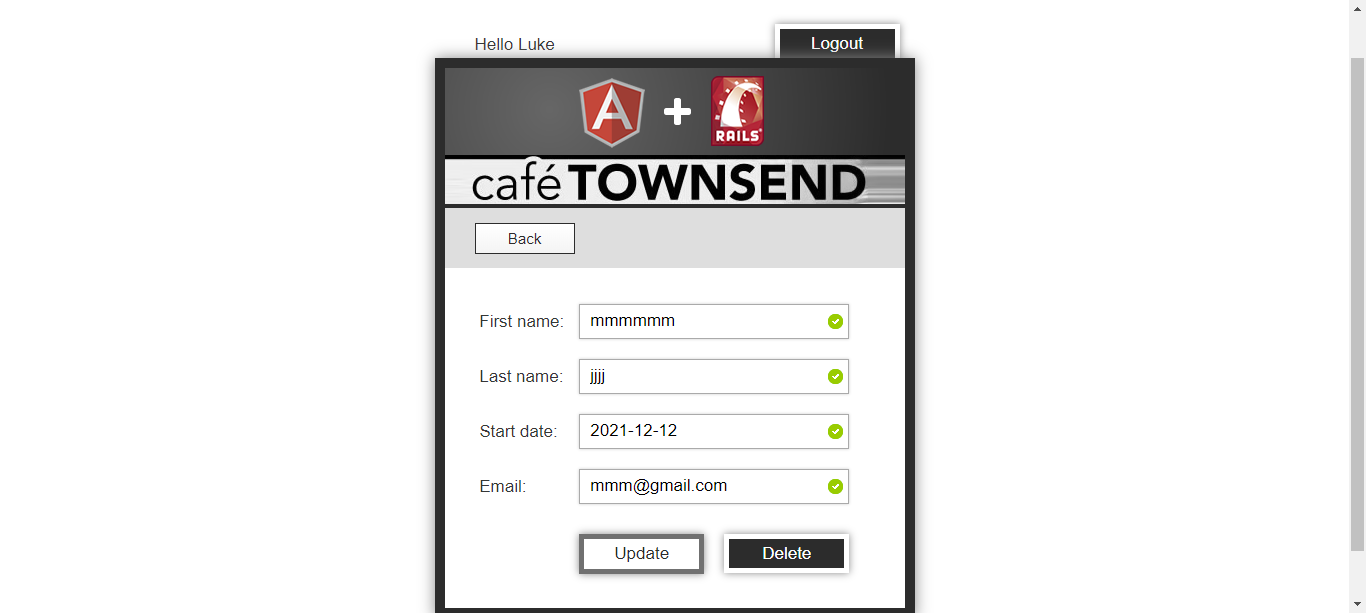 Hello Luke
Logout
A
RAILS
café TOWNSEND
Back
First name: mmmmmm
Last name: jjjj
Start date: 2021-12-12
Email: mmm@gmail.com
Update
Delete